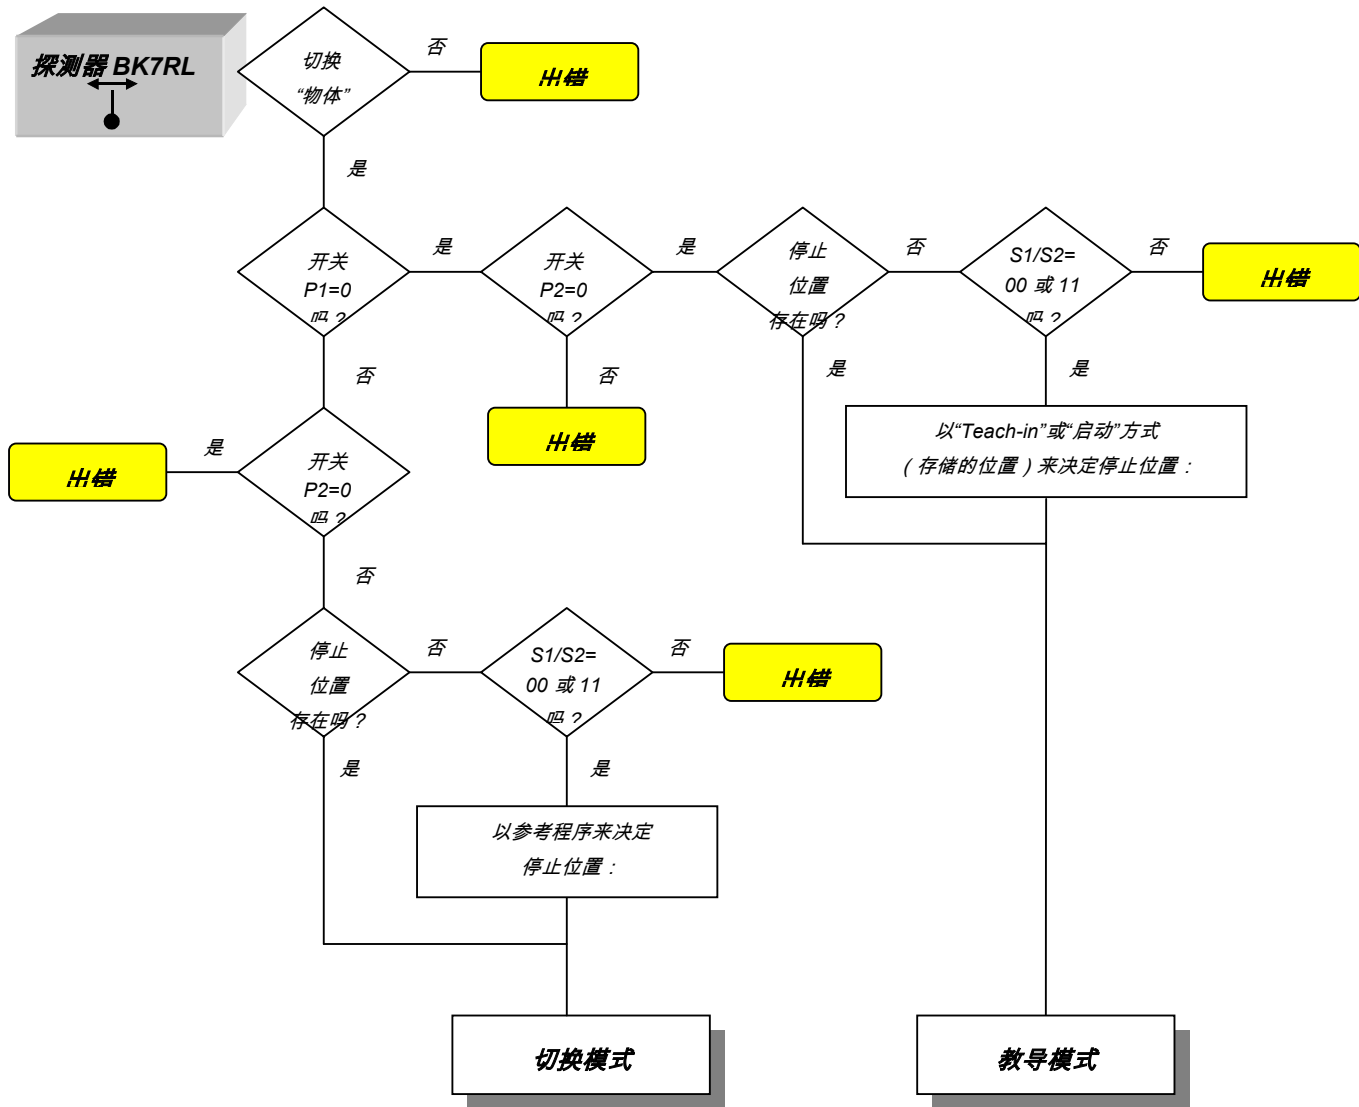 探测器 BK7RL
切换
“物体”
否
出错
是
开关
P1=0
吗？
是
开关
P2=0
吗？
是
停止
位置
存在吗？
否
S1/S2=
00 或 11
吗？
否
出错
否
否
出错
是
是
以“Teach-in”或“启动”方式
（存储的位置）来决定停止位置：
出错
是
开关
P2=0
吗？
否
停止
位置
存在吗？
否
S1/S2=
00 或 11
吗？
否
出错
是
是
以参考程序来决定
停止位置：
切换模式
教导模式